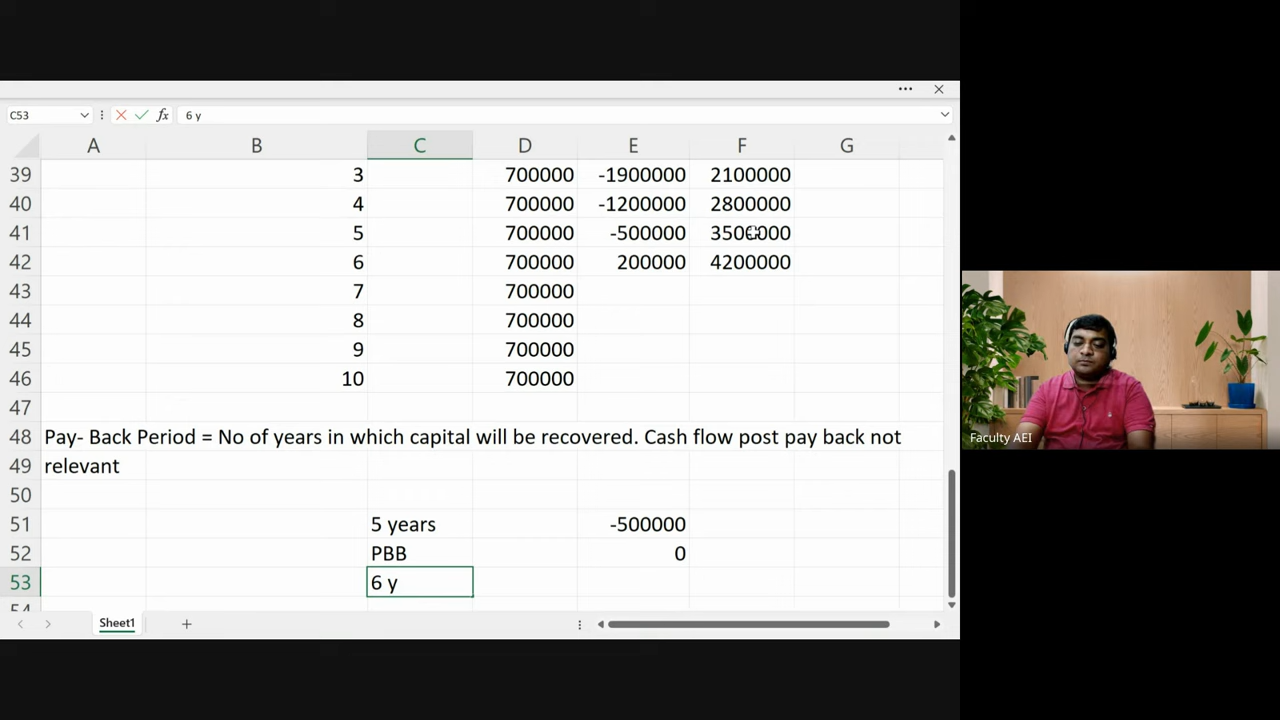 C53 6 y
A B C D E F G
39 3 700000 -1900000 2100000
40 4 700000 -1200000 2800000
41 5 700000 -500000 3500000
42 6 700000 200000 4200000
43 7 700000
44 8 700000
45 9 700000
46 10 700000
47
48 Pay- Back Period = No of years in which capital will be recovered. Cash flow post pay back not
49 relevant
50
51 5 years -500000
52 PBB 0
53 6 y
54
Sheet1
Faculty AEI